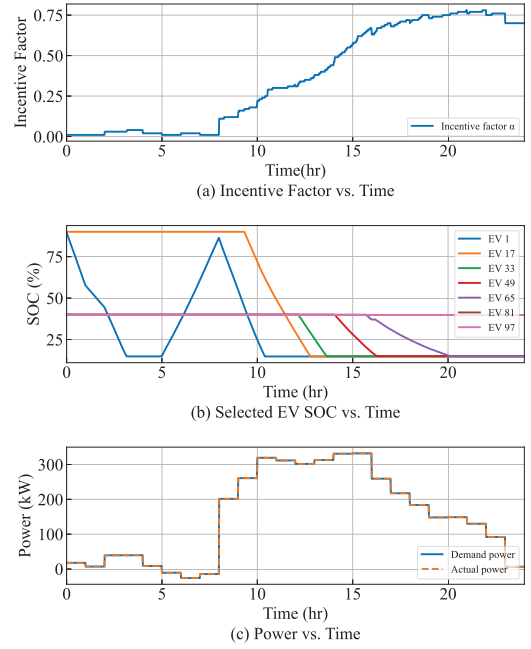 0.75
0.50
0.25
0.00
Incentive Factor
Incentive factor α
0 5 10 15 20
Time(hr)
(a) Incentive Factor vs. Time
75
50
25
SOC (%)
EV 1
EV 17
EV 33
EV 49
EV 65
EV 81
EV 97
0 5 10 15 20
Time (hr)
(b) Selected EV SOC vs. Time
300
200
100
0
Power (kW)
Demand power
Actual power
0 5 10 15 20
Time (hr)
(c) Power vs. Time